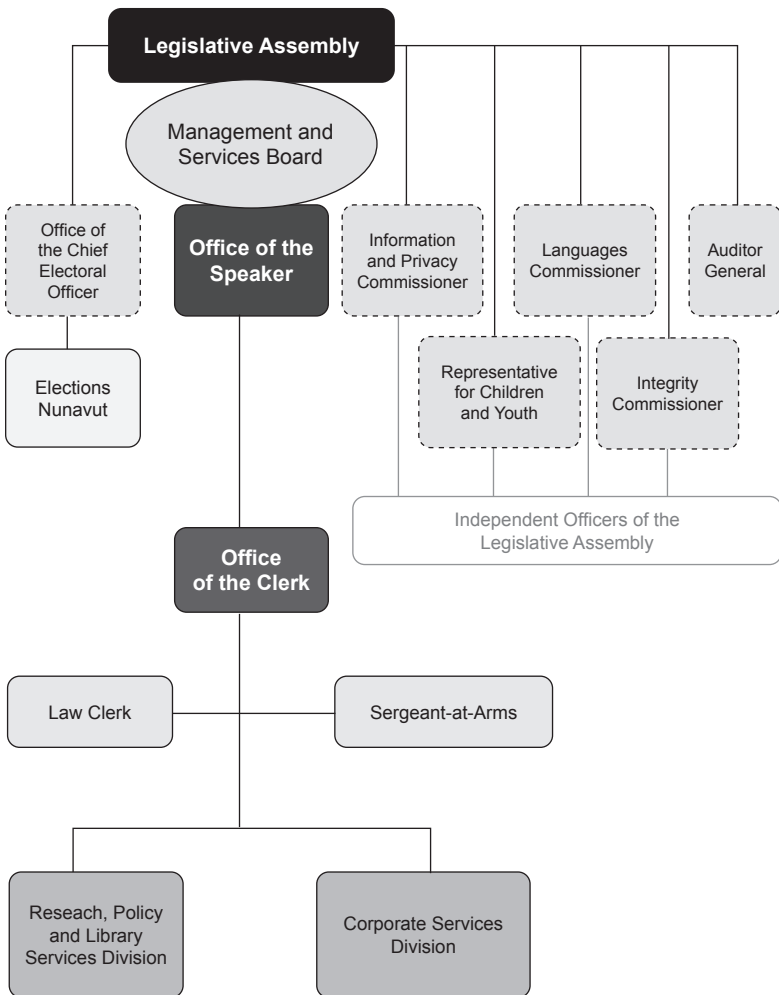 Legislative Assembly
Management and
Services Board
Office of
the Chief
Electoral
Officer
Office of the
Speaker
Information
and Privacy
Commissioner
Languages
Commissioner
Auditor
General
Elections
Nunavut
Representative
for Children
and Youth
Integrity
Commissioner
Independent Officers of the
Legislative Assembly
Office
of the Clerk
Law Clerk
Sergeant-at-Arms
Reseach, Policy
and Library
Services Division
Corporate Services
Division